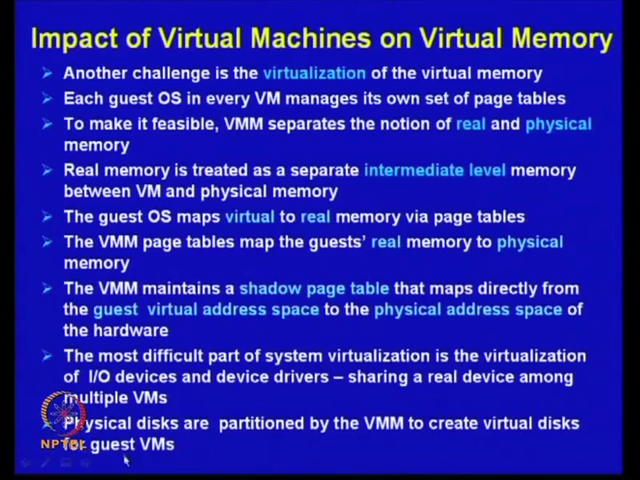 Impact of Virtual Machines on Virtual Memory
Another challenge is the virtualization of the virtual memory
Each guest OS in every VM manages its own set of page tables
To make it feasible, VMM separates the notion of real and physical
memory
Real memory is treated as a separate intermediate level memory
between VM and physical memory
The guest OS maps virtual to real memory via page tables
The VMM page tables map the guests' real memory to physical
memory
The VMM maintains a shadow page table that maps directly from
the guest virtual address space to the physical address space of
the hardware
The most difficult part of system virtualization is the virtualization
of I/O devices and device drivers – sharing a real device among
multiple VMs
Physical disks are partitioned by the VMM to create virtual disks
for guest VMs
NPTEL